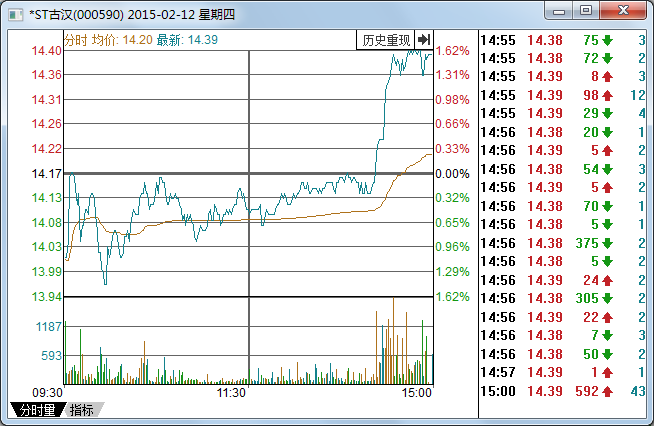 *ST古汉(000590) 2015-02-12 星期四
分时 均价: 14.20 最新: 14.39
历史重现
14.40 1.62%
14.36 1.31%
14.31 0.98%
14.26 0.66%
14.22 0.33%
14.17 0.00%
14.13 0.32%
14.08 0.65%
14.03 0.96%
13.99 1.29%
13.94 1.62%
1187
593
09:30 11:30 15:00
分时量 指标
14:55 14.38 75 3
14:55 14.38 72 2
14:55 14.39 8 3
14:55 14.39 98 12
14:55 14.39 29 4
14:56 14.38 20 1
14:56 14.39 5 2
14:56 14.38 54 3
14:56 14.39 5 2
14:56 14.38 70 1
14:56 14.38 5 1
14:56 14.38 375 2
14:56 14.38 5 2
14:56 14.39 24 2
14:56 14.38 305 2
14:56 14.39 22 2
14:56 14.38 7 3
14:56 14.38 50 2
14:57 14.39 1 1
15:00 14.39 592 43